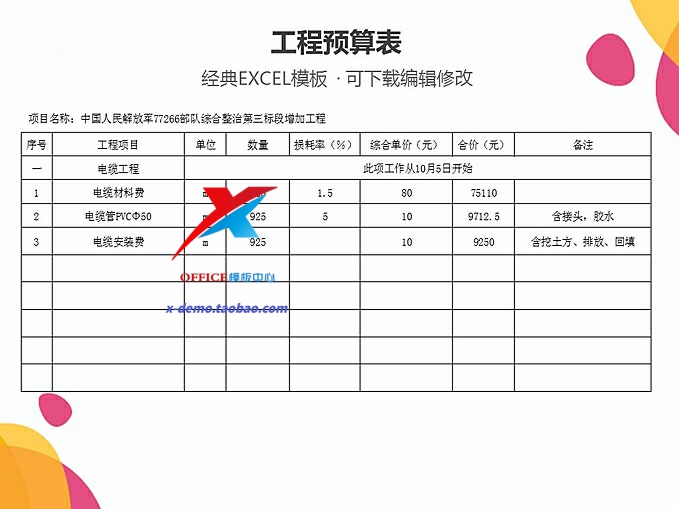 工程预算表
经典EXCEL模板 · 可下载编辑修改
项目名称：中国人民解放军77266部队综合整治第三标段增加工程
序号 工程项目 单位 数量 损耗率（%） 综合单价（元） 合价（元） 备注
一 电缆工程 此项工作从10月5日开始
1 电缆材料费 m 1.5 80 75110
2 电缆管PVCΦ50 m 925 5 10 9712.5 含接头，胶水
3 电缆安装费 m 925 10 9250 含挖土方、排放、回填
OFFICE模板中心
x-demo.taobao.com